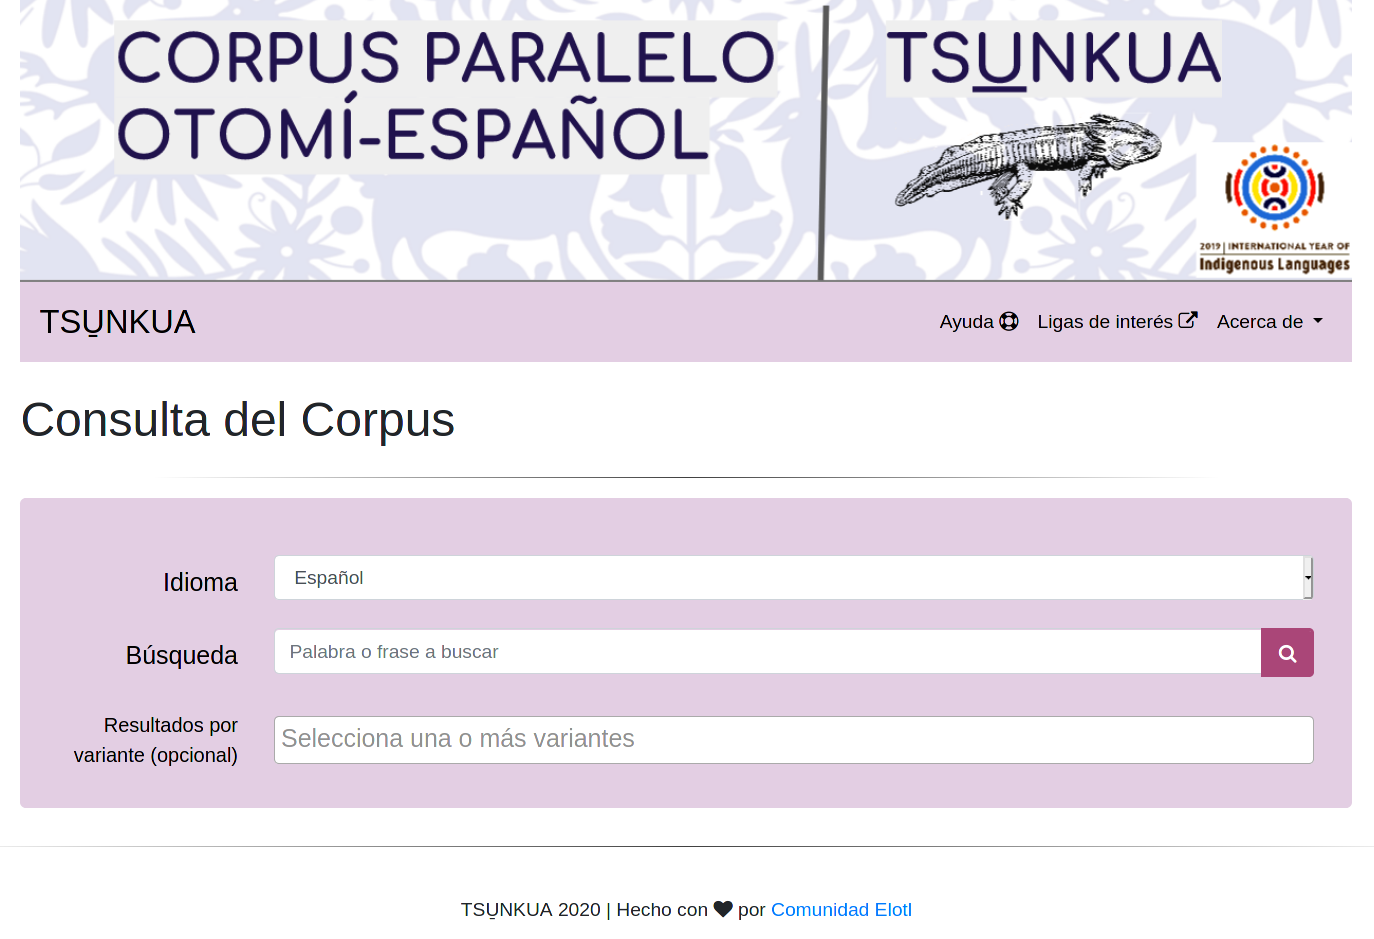 CORPUS PARALELO
OTOMÍ-ESPAÑOL
TSU̲NKUA
2019 | INTERNATIONAL YEAR OF
Indigenous Languages
TSU̱NKUA
Ayuda
Ligas de interés
Acerca de
Consulta del Corpus
Idioma
Español
Búsqueda
Palabra o frase a buscar
Resultados por
variante (opcional)
Selecciona una o más variantes
TSU̱NKUA 2020 | Hecho con ♥ por Comunidad Elotl